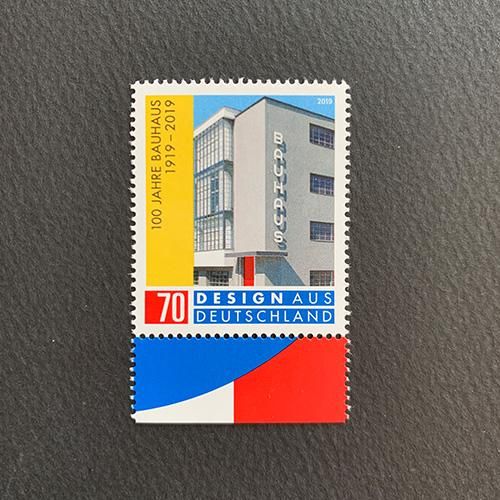 100 JAHRE BAUHAUS
1919–2019
2019
BAUHAUS
70
DESIGN AUS
DEUTSCHLAND